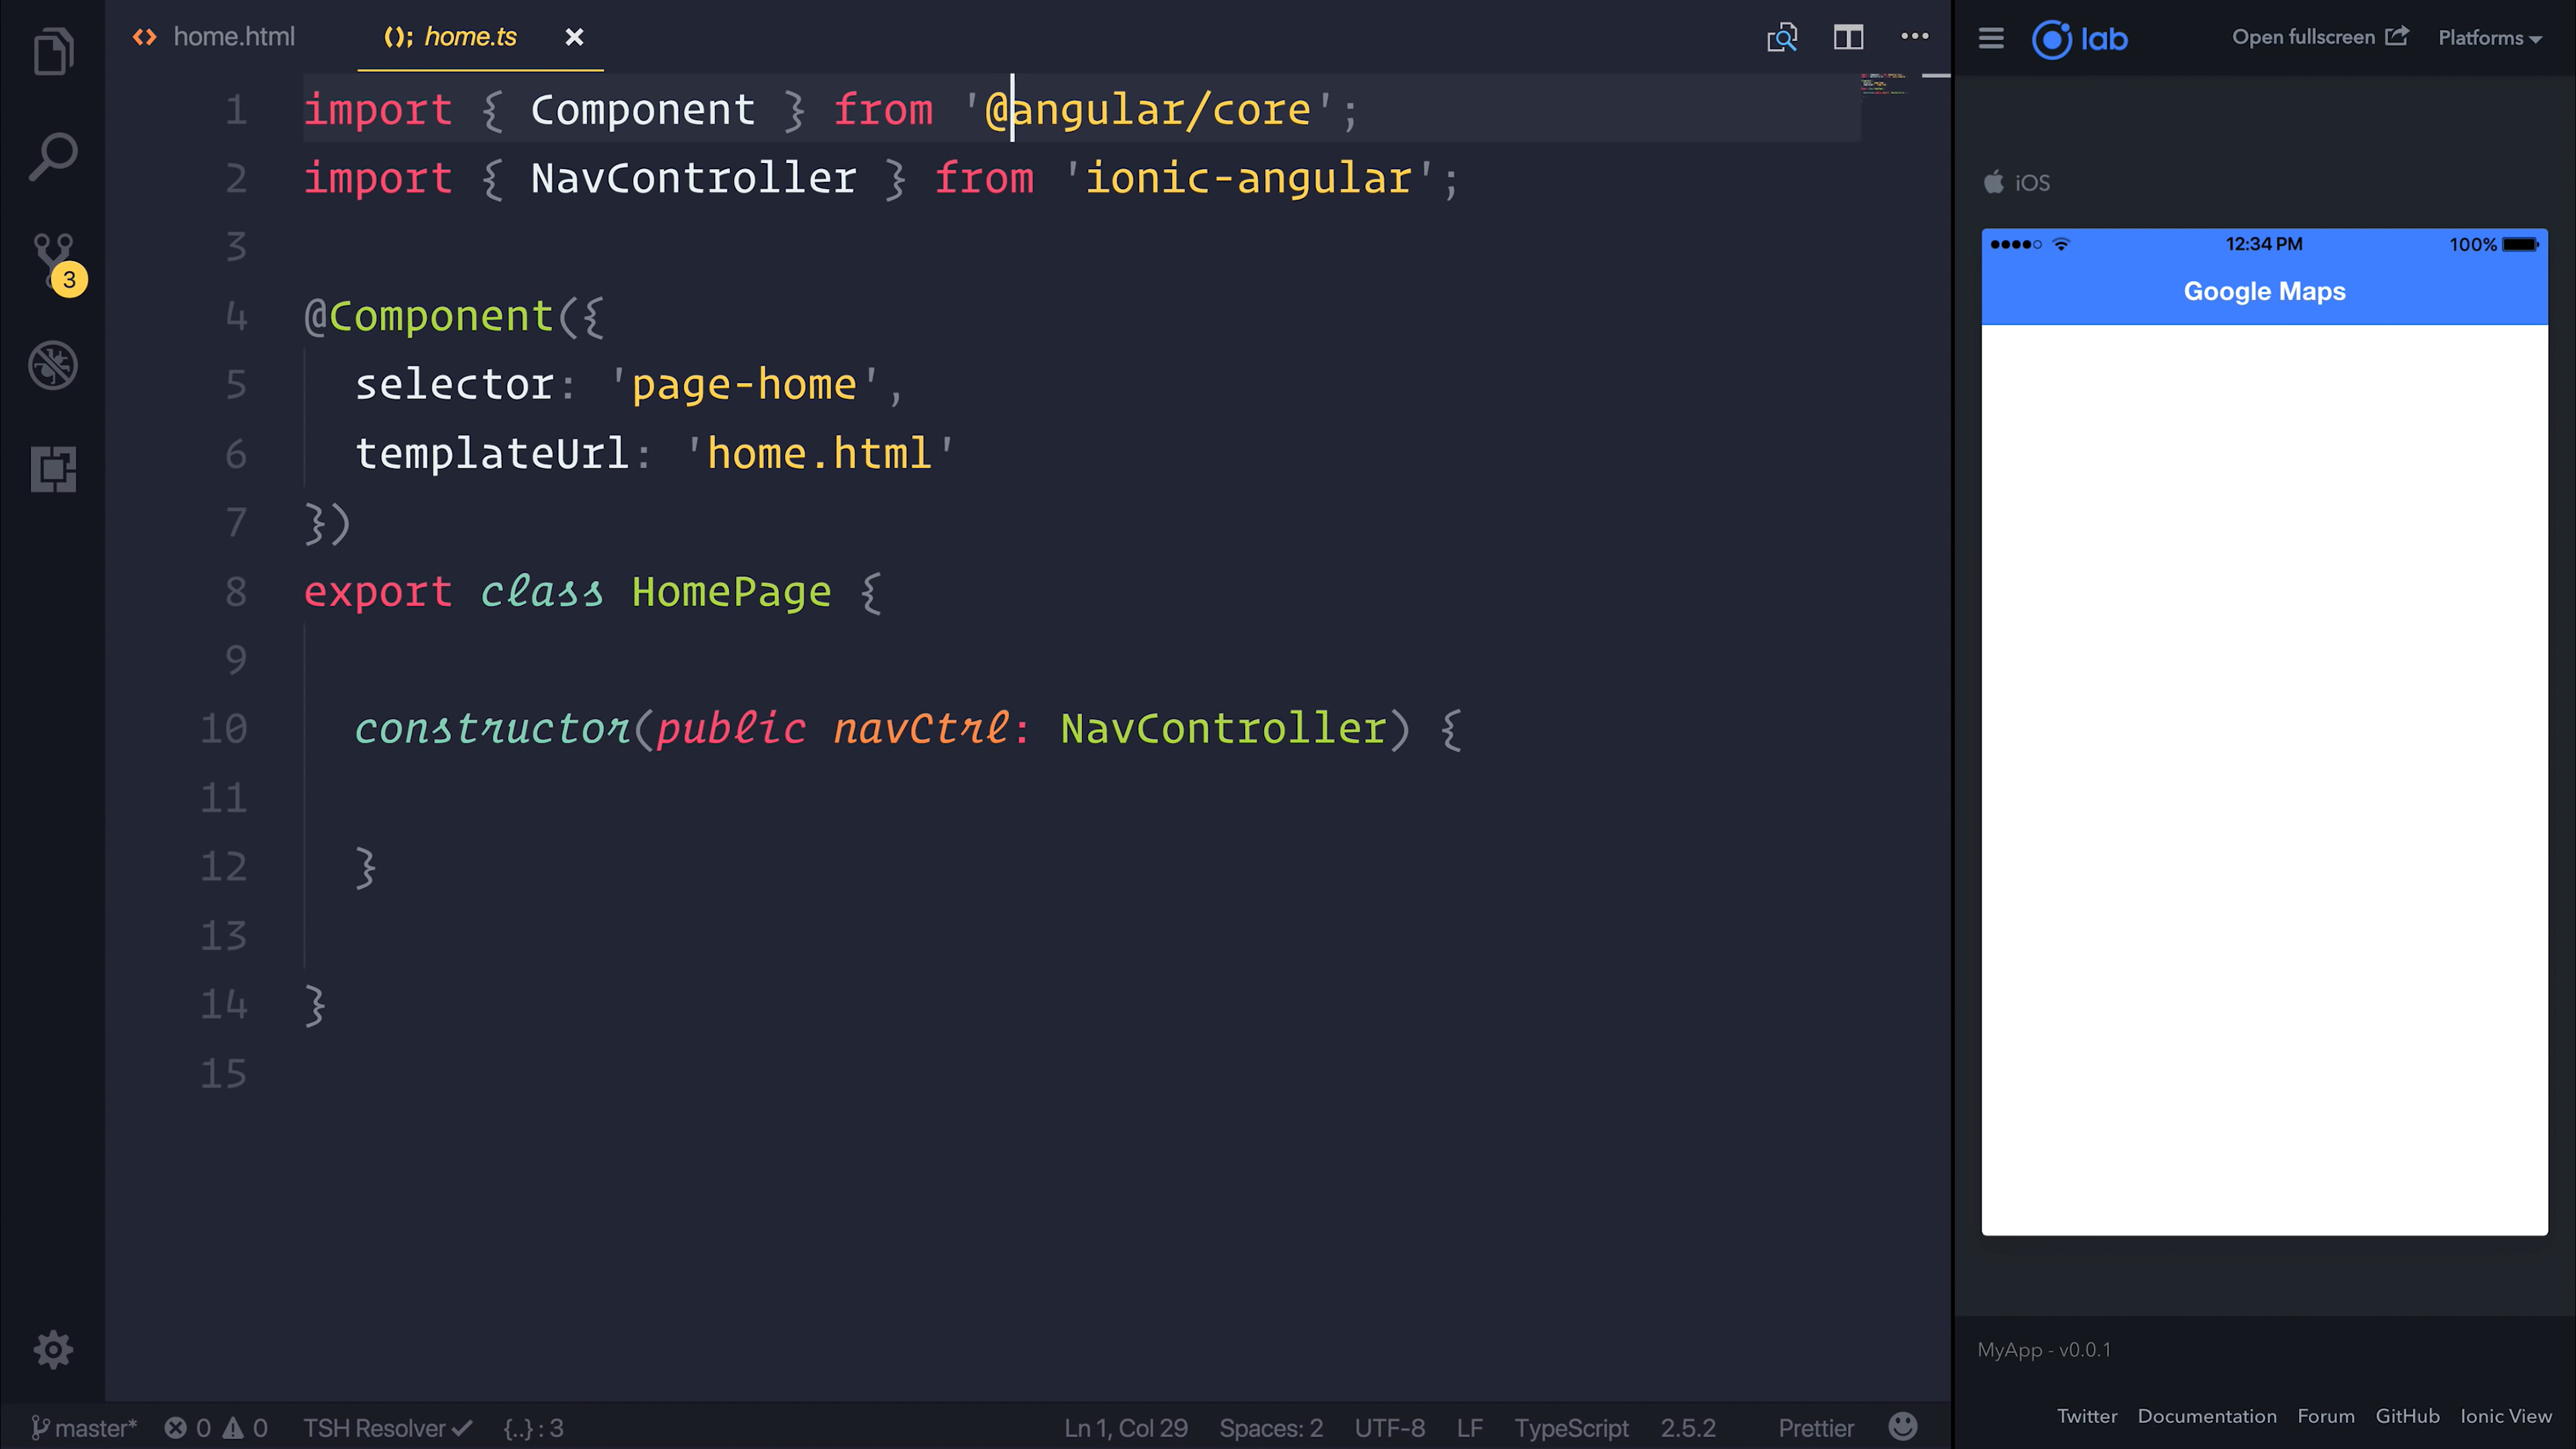 home.html
(); home.ts
1 import { Component } from '@angular/core';
2 import { NavController } from 'ionic-angular';
3
4 @Component({
5 selector: 'page-home',
6 templateUrl: 'home.html'
7 })
8 export class HomePage {
9
10 constructor(public navCtrl: NavController) {
11
12 }
13
14 }
15
3
master* 0 0 TSH Resolver {..} : 3 Ln 1, Col 29 Spaces: 2 UTF-8 LF TypeScript 2.5.2 Prettier
lab Open fullscreen Platforms
iOS
12:34 PM 100%
Google Maps
MyApp - v0.0.1
Twitter Documentation Forum GitHub Ionic View